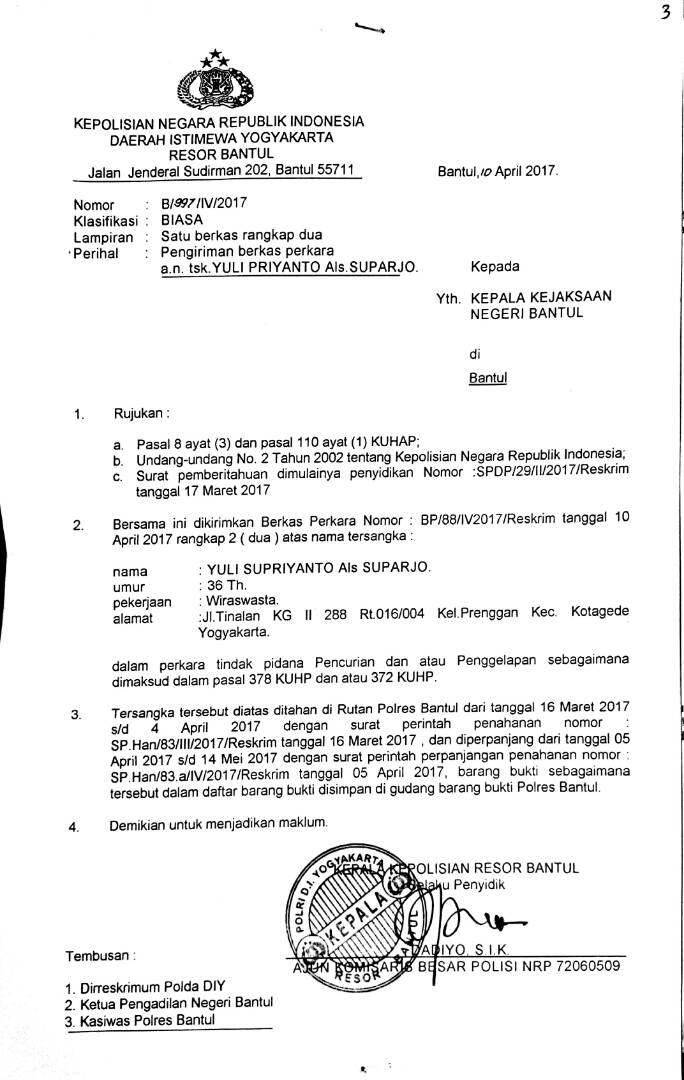 3
KEPOLISIAN NEGARA REPUBLIK INDONESIA
DAERAH ISTIMEWA YOGYAKARTA
RESOR BANTUL
Jalan Jenderal Sudirman 202, Bantul 55711
Bantul, 10 April 2017.
Nomor : B/997/IV/2017
Klasifikasi : BIASA
Lampiran : Satu berkas rangkap dua
Perihal : Pengiriman berkas perkara
a.n. tsk.YULI PRIYANTO Als.SUPARJO.
Kepada
Yth. KEPALA KEJAKSAAN
NEGERI BANTUL
di
Bantul
1. Rujukan :
a. Pasal 8 ayat (3) dan pasal 110 ayat (1) KUHAP;
b. Undang-undang No. 2 Tahun 2002 tentang Kepolisian Negara Republik Indonesia;
c. Surat pemberitahuan dimulainya penyidikan Nomor :SPDP/29/II/2017/Reskrim
tanggal 17 Maret 2017
2. Bersama ini dikirimkan Berkas Perkara Nomor : BP/88/IV2017/Reskrim tanggal 10
April 2017 rangkap 2 ( dua ) atas nama tersangka :
nama : YULI SUPRIYANTO Als SUPARJO.
umur : 36 Th.
pekerjaan : Wiraswasta.
alamat :Jl.Tinalan KG II 288 Rt.016/004 Kel.Prenggan Kec. Kotagede
Yogyakarta.
dalam perkara tindak pidana Pencurian dan atau Penggelapan sebagaimana
dimaksud dalam pasal 378 KUHP dan atau 372 KUHP.
3. Tersangka tersebut diatas ditahan di Rutan Polres Bantul dari tanggal 16 Maret 2017
s/d 4 April 2017 dengan surat perintah penahanan nomor :
SP.Han/83/III/2017/Reskrim tanggal 16 Maret 2017 , dan diperpanjang dari tanggal 05
April 2017 s/d 14 Mei 2017 dengan surat perintah perpanjangan penahanan nomor :
SP.Han/83.a/IV/2017/Reskrim tanggal 05 April 2017, barang bukti sebagaimana
tersebut dalam daftar barang bukti disimpan di gudang barang bukti Polres Bantul.
4. Demikian untuk menjadikan maklum.
KEPALA KEPOLISIAN RESOR BANTUL
Selaku Penyidik
POLRI D.I. YOGYAKARTA
KEPALA
RESOR BANTUL
DADIYO, S.I.K.
AJUN KOMISARIS BESAR POLISI NRP 72060509
Tembusan :
1. Dirreskrimum Polda DIY
2. Ketua Pengadilan Negeri Bantul
3. Kasiwas Polres Bantul